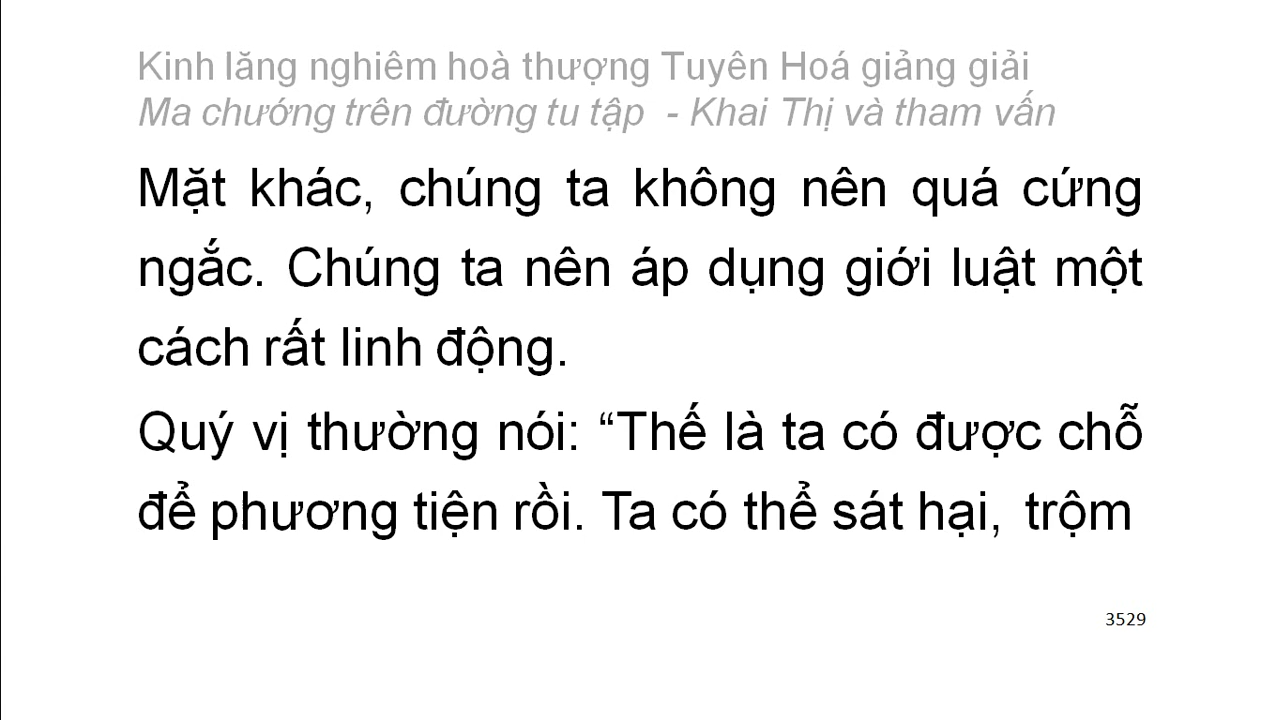 Kinh lăng nghiêm hoà thượng Tuyên Hoá giảng giải
Ma chướng trên đường tu tập - Khai Thị và tham vấn
Mặt khác, chúng ta không nên quá cứng
ngắc. Chúng ta nên áp dụng giới luật một
cách rất linh động.
Quý vị thường nói: “Thế là ta có được chỗ
để phương tiện rồi. Ta có thể sát hại, trộm
3529